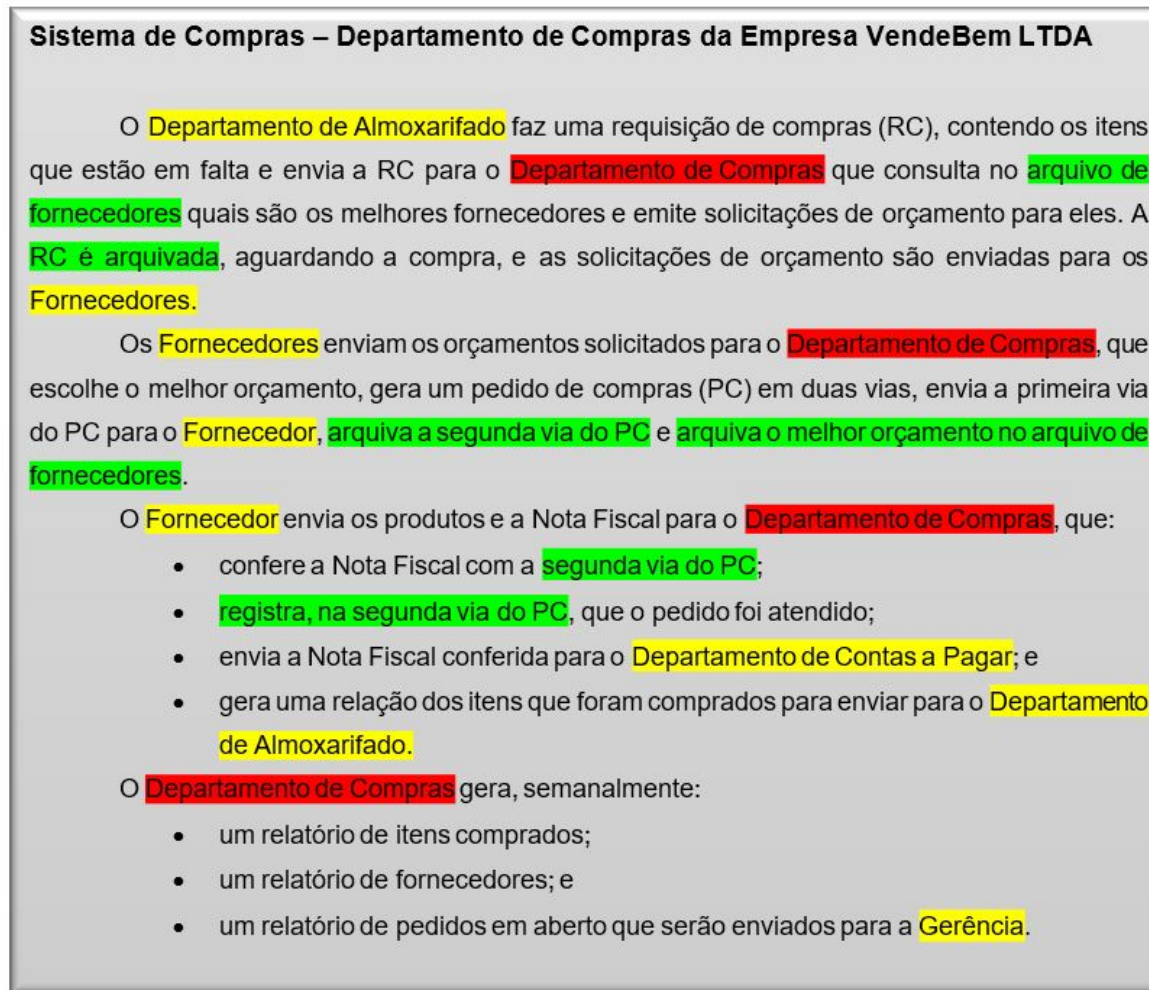 Sistema de Compras – Departamento de Compras da Empresa VendeBem LTDA
O Departamento de Almoxarifado faz uma requisição de compras (RC), contendo os itens
que estão em falta e envia a RC para o Departamento de Compras que consulta no arquivo de
fornecedores quais são os melhores fornecedores e emite solicitações de orçamento para eles. A
RC é arquivada, aguardando a compra, e as solicitações de orçamento são enviadas para os
Fornecedores.
Os Fornecedores enviam os orçamentos solicitados para o Departamento de Compras, que
escolhe o melhor orçamento, gera um pedido de compras (PC) em duas vias, envia a primeira via
do PC para o Fornecedor, arquiva a segunda via do PC e arquiva o melhor orçamento no arquivo de
fornecedores.
O Fornecedor envia os produtos e a Nota Fiscal para o Departamento de Compras, que:
• confere a Nota Fiscal com a segunda via do PC;
• registra, na segunda via do PC, que o pedido foi atendido;
• envia a Nota Fiscal conferida para o Departamento de Contas a Pagar; e
• gera uma relação dos itens que foram comprados para enviar para o Departamento
de Almoxarifado.
O Departamento de Compras gera, semanalmente:
• um relatório de itens comprados;
• um relatório de fornecedores; e
• um relatório de pedidos em aberto que serão enviados para a Gerência.